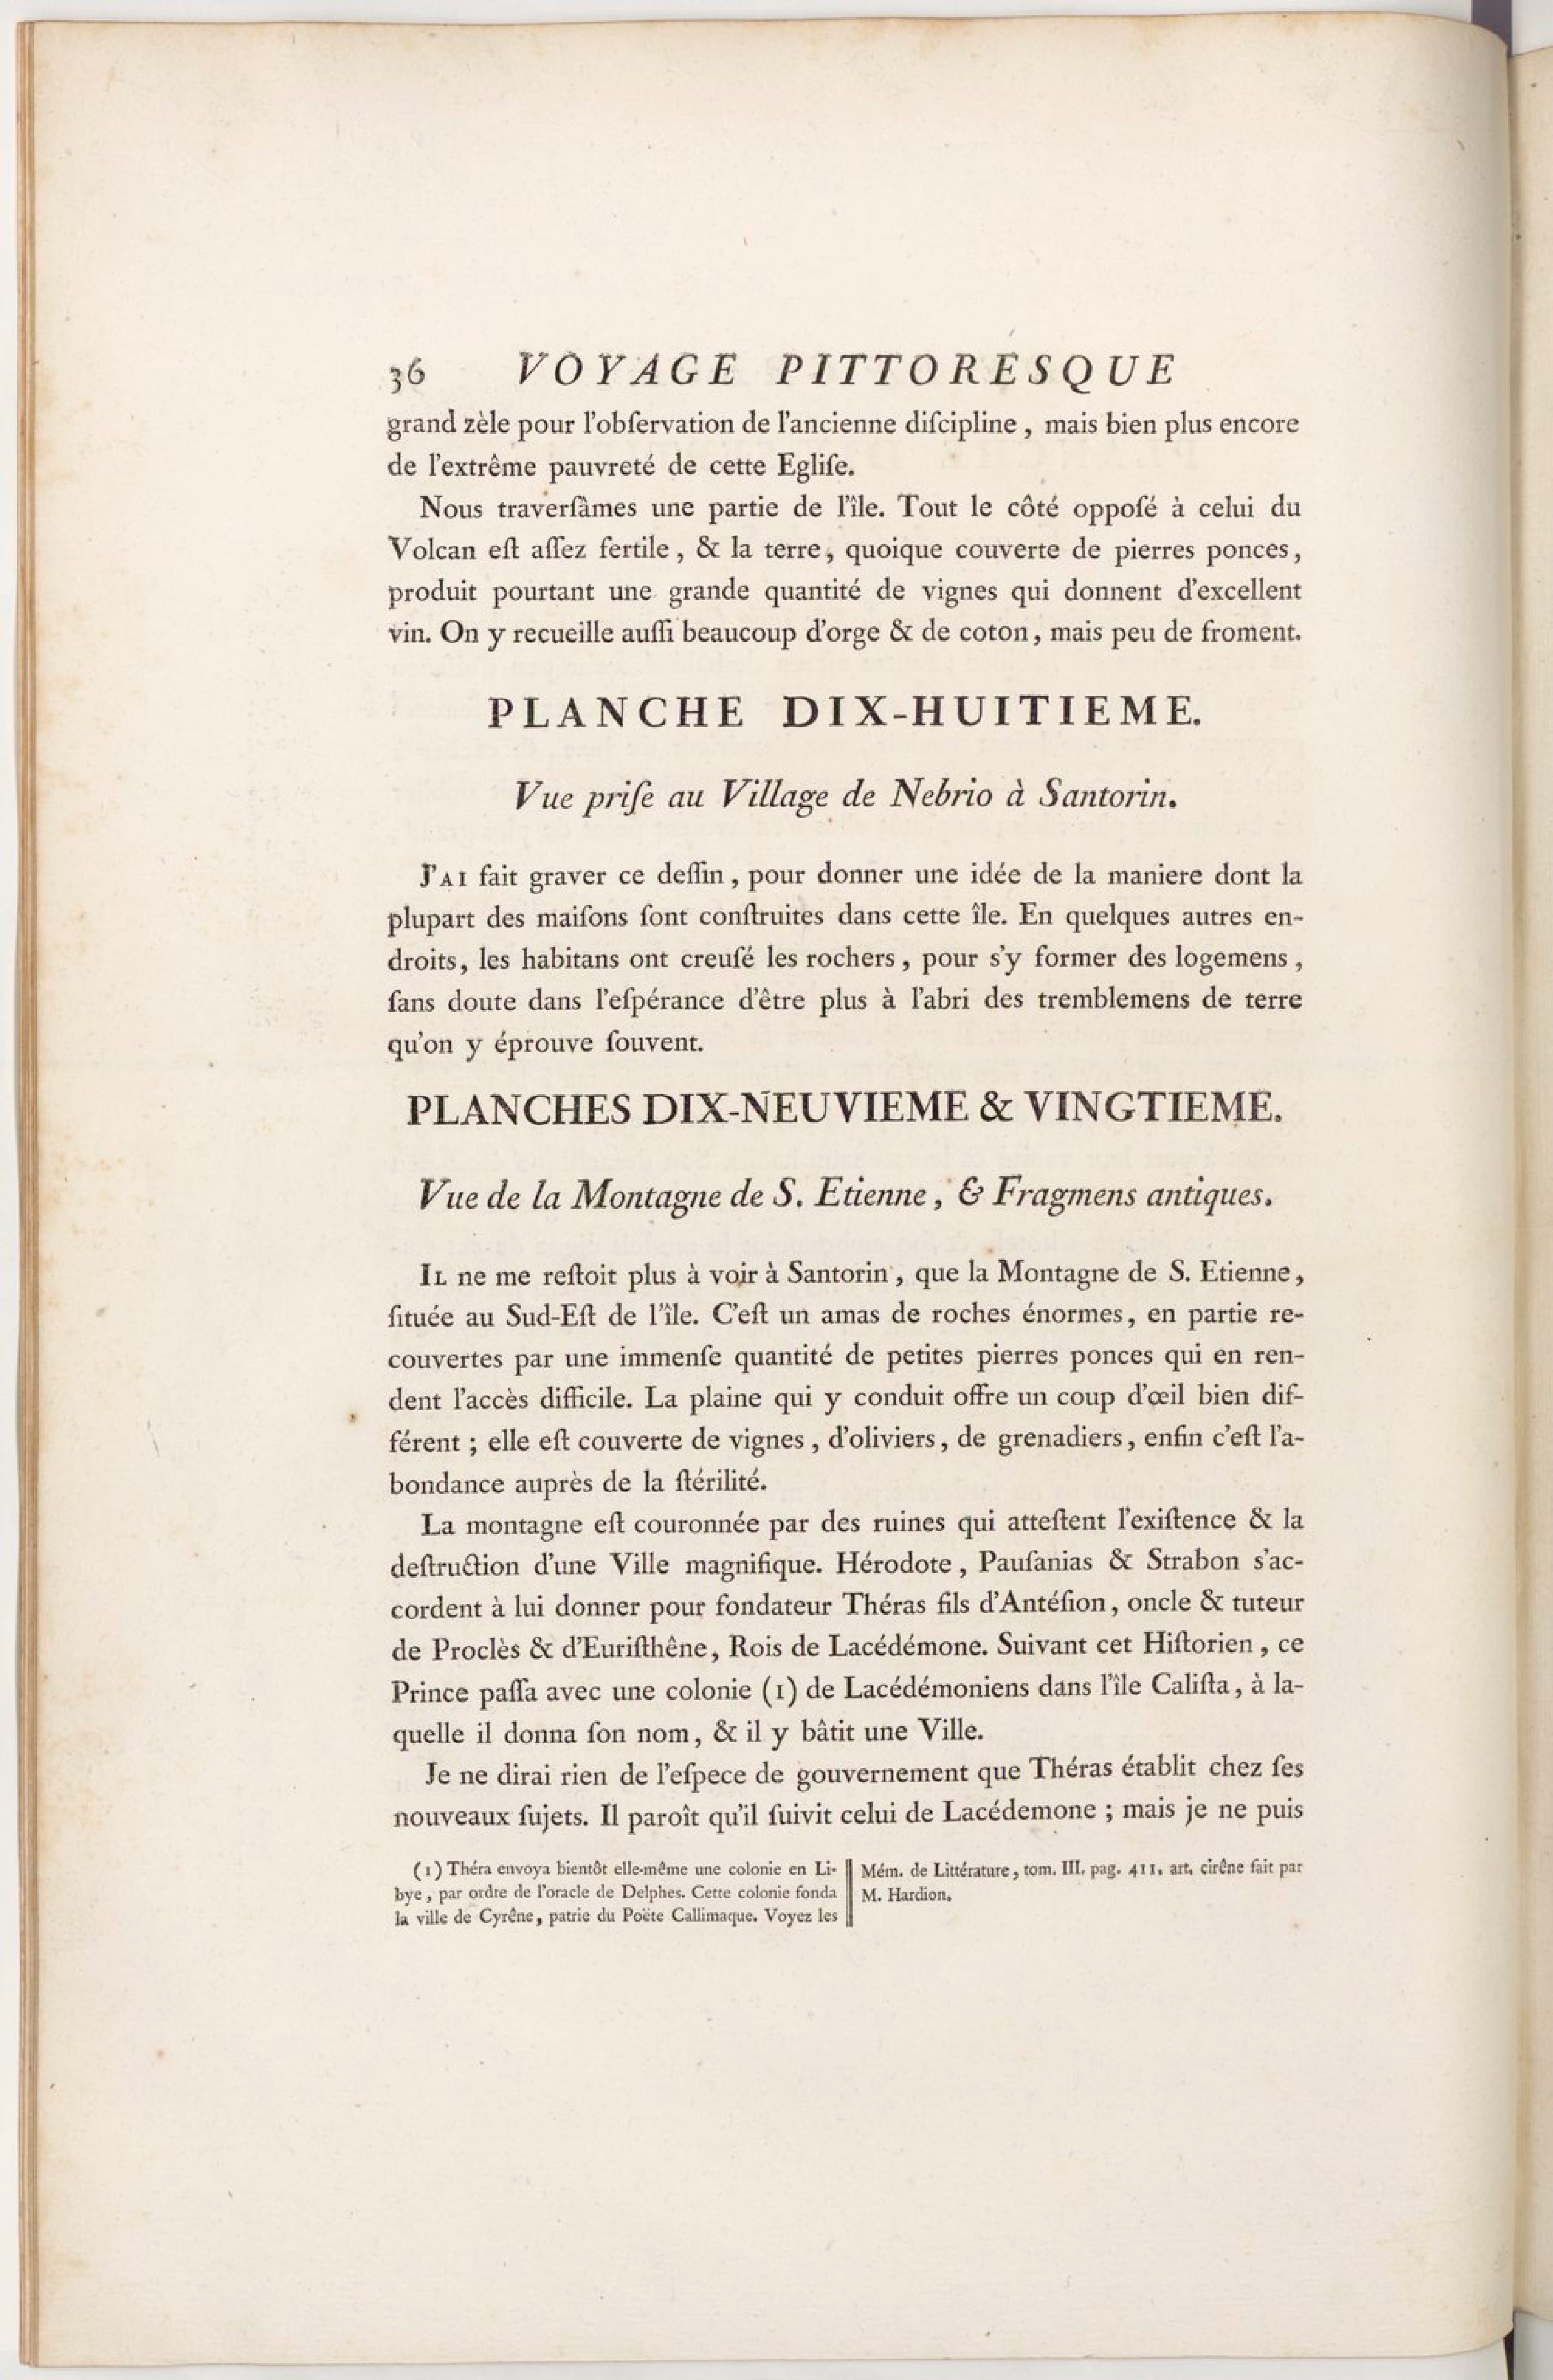 36 VOYAGE PITTORESQUE
grand zèle pour l'obſervation de l'ancienne diſcipline, mais bien plus encore
de l'extrême pauvreté de cette Egliſe.
Nous traverſâmes une partie de l'île. Tout le côté oppoſé à celui du
Volcan eſt aſſez fertile, & la terre, quoique couverte de pierres ponces,
produit pourtant une grande quantité de vignes qui donnent d'excellent
vin. On y recueille auſſi beaucoup d'orge & de coton, mais peu de froment.
PLANCHE DIX-HUITIEME.
Vue priſe au Village de Nebrio à Santorin.
J'AI fait graver ce deſſin, pour donner une idée de la maniere dont la
plupart des maiſons ſont conſtruites dans cette île. En quelques autres en-
droits, les habitans ont creuſé les rochers, pour s'y former des logemens,
ſans doute dans l'eſpérance d'être plus à l'abri des tremblemens de terre
qu'on y éprouve ſouvent.
PLANCHES DIX-NEUVIEME & VINGTIEME.
Vue de la Montagne de S. Etienne, & Fragmens antiques.
IL ne me reſtoit plus à voir à Santorin, que la Montagne de S. Etienne,
ſituée au Sud-Eſt de l'île. C'eſt un amas de roches énormes, en partie re-
couvertes par une immenſe quantité de petites pierres ponces qui en ren-
dent l'accès difficile. La plaine qui y conduit offre un coup d'œil bien dif-
férent ; elle eſt couverte de vignes, d'oliviers, de grenadiers, enfin c'eſt l'a-
bondance auprès de la ſtérilité.
La montagne eſt couronnée par des ruines qui atteſtent l'exiſtence & la
deſtruction d'une Ville magnifique. Hérodote, Pauſanias & Strabon s'ac-
cordent à lui donner pour fondateur Théras fils d'Antéſion, oncle & tuteur
de Proclès & d'Euriſthêne, Rois de Lacédémone. Suivant cet Hiſtorien, ce
Prince paſſa avec une colonie (1) de Lacédémoniens dans l'île Caliſta, à la-
quelle il donna ſon nom, & il y bâtit une Ville.
Je ne dirai rien de l'eſpece de gouvernement que Théras établit chez ſes
nouveaux ſujets. Il paroît qu'il ſuivit celui de Lacédemone ; mais je ne puis
(1) Théra envoya bientôt elle-même une colonie en Li-
bye, par ordre de l'oracle de Delphes. Cette colonie fonda
la ville de Cyrêne, patrie du Poëte Callimaque. Voyez les
Mém. de Littérature, tom. III. pag. 411. art. cirêne fait par
M. Hardion.